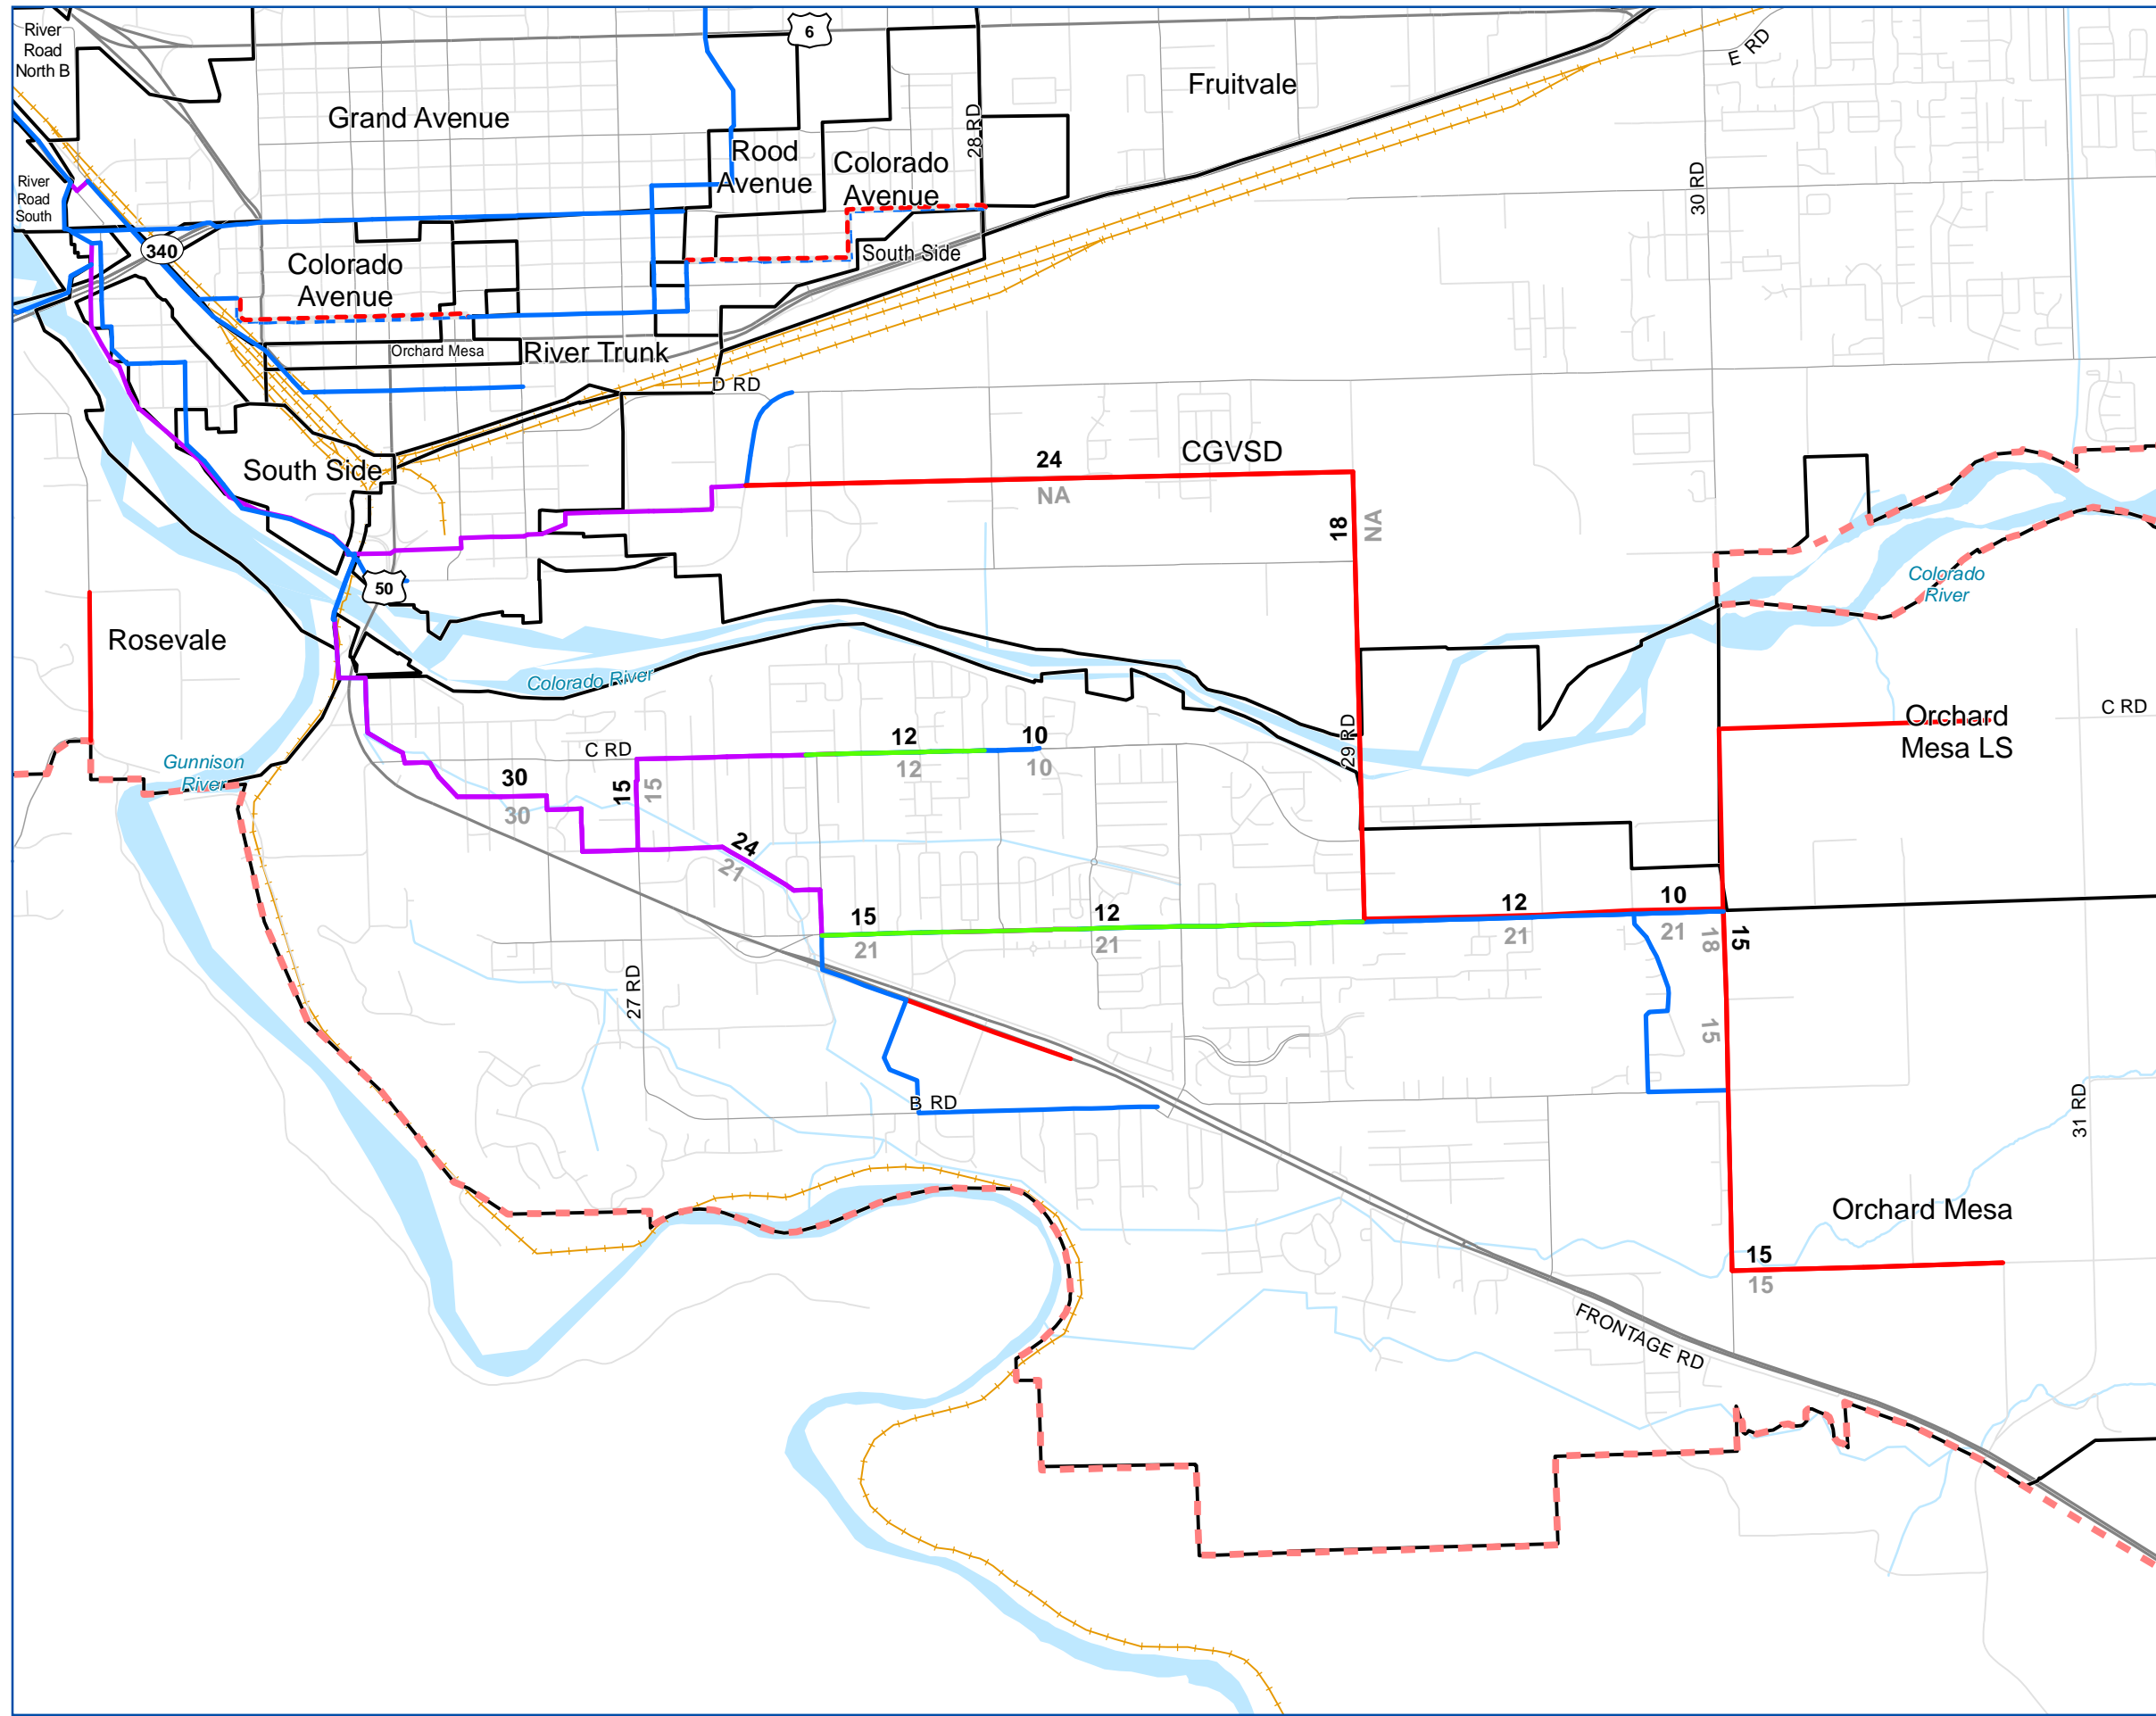 River
Road
North B
6
E RD
Fruitvale
Grand Avenue
28 RD
Rood
Avenue
Colorado
Avenue
River
Road
South
30 RD
340
South Side
Colorado
Avenue
Orchard Mesa
River Trunk
D RD
CGVSD
24
NA
South Side
18
NA
50
Colorado
River
Rosevale
Colorado River
C RD
Orchard
Mesa LS
29 RD
C RD
12
12
10
10
Gunnison
River
30
30
15
15
24
21
15
21
12
21
12
21
10
21
18
15
27 RD
15
B RD
31 RD
Orchard Mesa
15
15
FRONTAGE RD